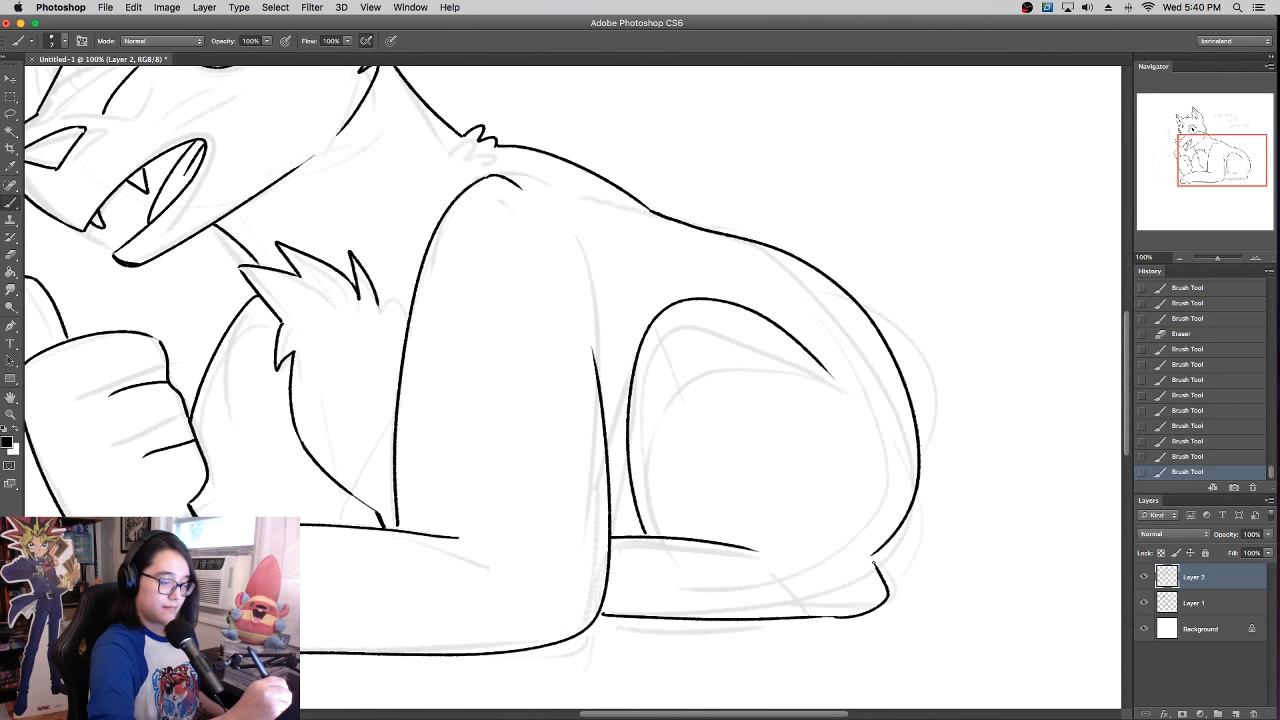 Photoshop File Edit Image Layer Type Select Filter 3D View Window Help Wed 5:40 PM
Adobe Photoshop CS6
7 Mode: Normal Opacity: 100% Flow: 100% karinaland
Untitled-1 @ 100% (Layer 2, RGB/8) *
Navigator
100%
History
Brush Tool
Brush Tool
Brush Tool
Eraser
Brush Tool
Brush Tool
Brush Tool
Brush Tool
Brush Tool
Brush Tool
Brush Tool
Brush Tool
Brush Tool
Layers
Kind
Normal Opacity: 100%
Lock: Fill: 100%
Layer 2
Layer 1
Background